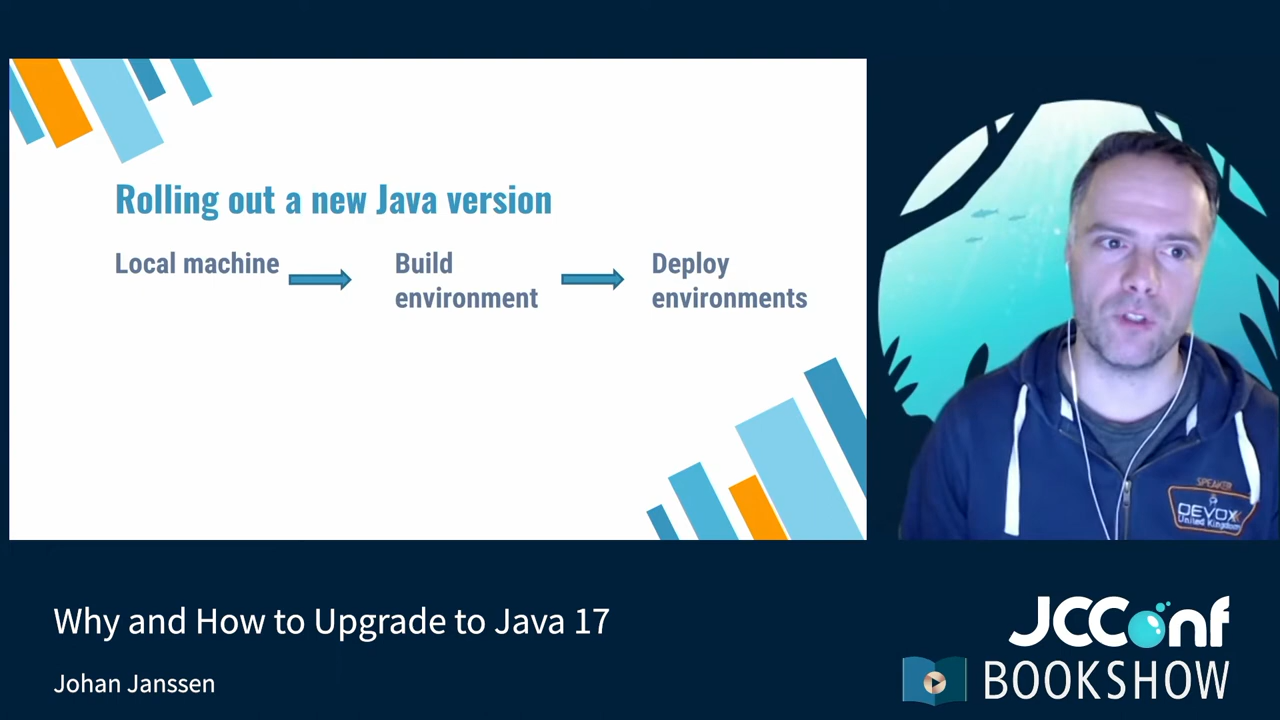 Rolling out a new Java version
Local machine
Build
environment
Deploy
environments
SPEAKER
DEVOXX
United Kingdom
Why and How to Upgrade to Java 17
Johan Janssen
JCConf
BOOKSHOW